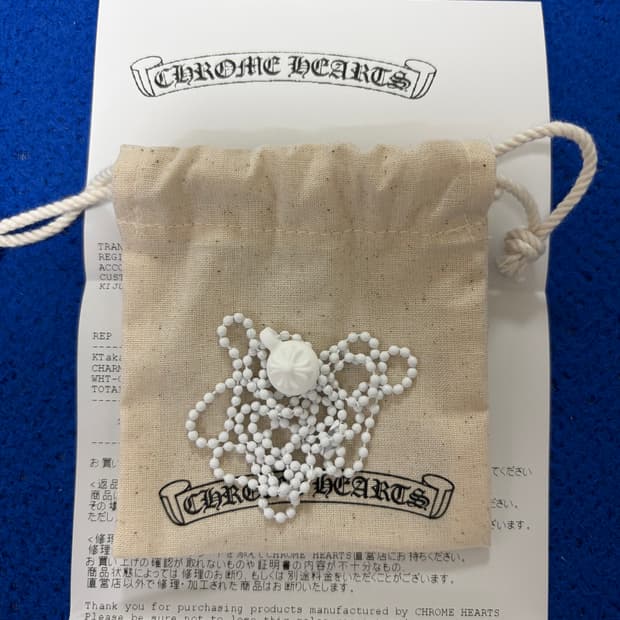 CHROME HEARTS
TRAN
REGI
ACCO
CUST
KIJU
REP
KTaka
CHARM
WHT-
TOTA
お買い
てください
<返品
商品に
その場
さい。
ただし
います。
CHROME HEARTS
<修理
修理
CHROME HEARTS直営店にお持ちください。
お買い上げの確認が取れないものや証明書の内容が不十分なもの、
商品状態によっては修理のお断り、もしくは別途料金をいただくことがございます。
直営店以外で修理・加工された商品はお断りいたします。
Thank you for purchasing products manufactured by CHROME HEARTS
Please be sure not to lose this